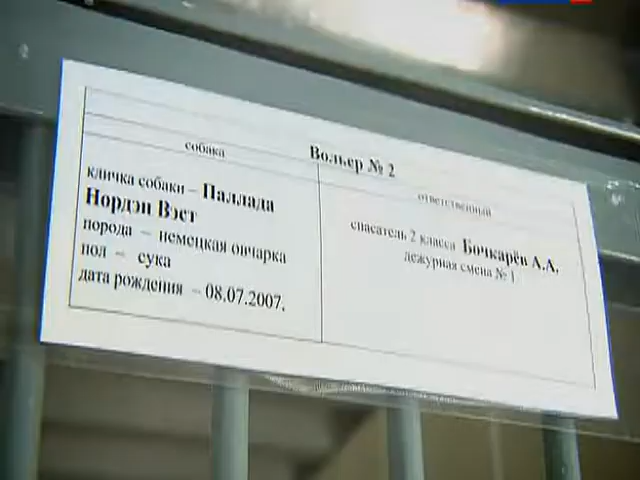 Вольер № 2
собака
ответственный
кличка собаки – Паллада
Нордэн Вэст
порода – немецкая овчарка
пол – сука
дата рождения – 08.07.2007.
спасатель 2 класса Бочкарёв А.А.
дежурная смена № 1